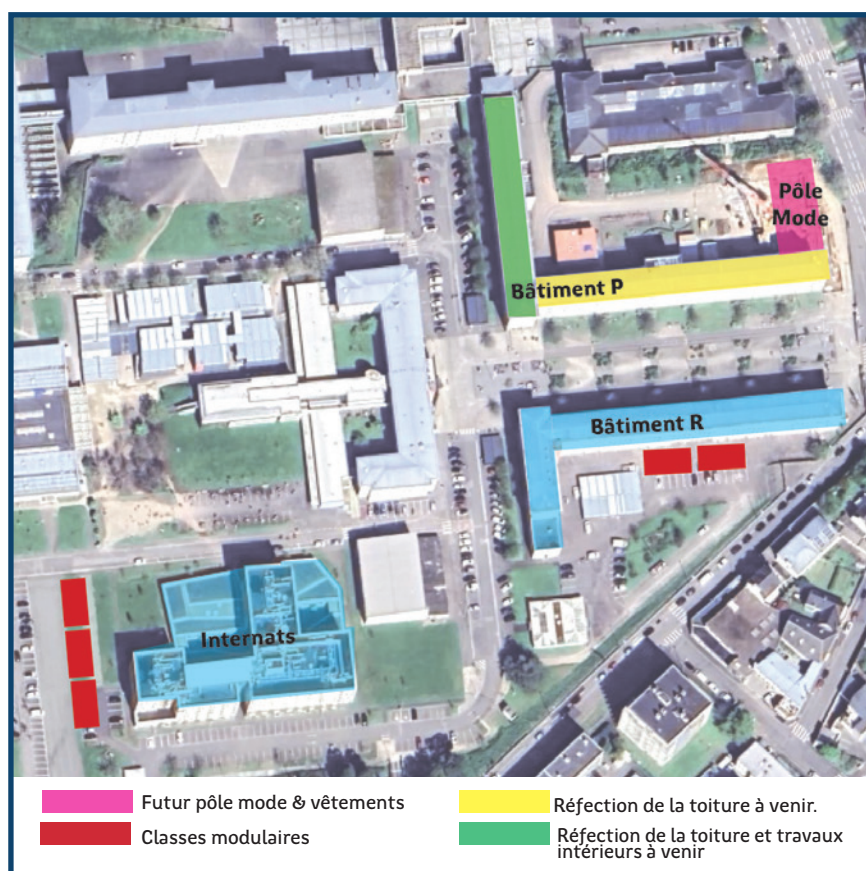 Pôle
Mode
Bâtiment P
Bâtiment R
Internats
Futur pôle mode & vêtements
Classes modulaires
Réfection de la toiture à venir.
Réfection de la toiture et travaux
intérieurs à venir